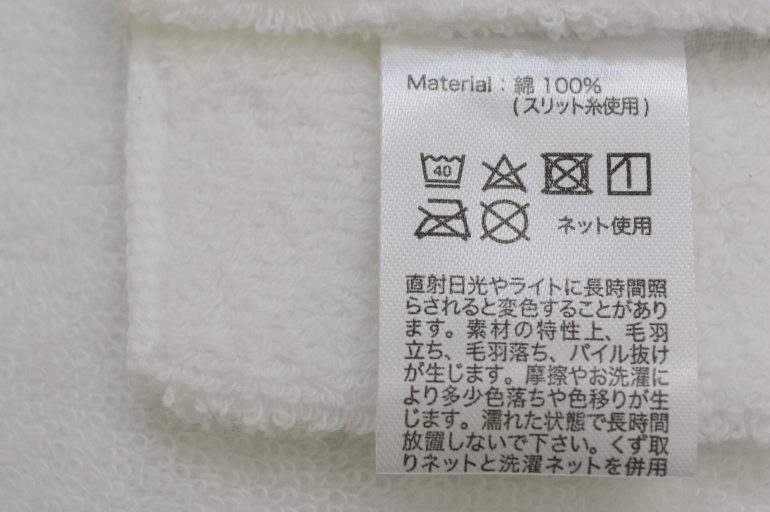 Material : 綿 100%
(スリット糸使用)
40
ネット使用
直射日光やライトに長時間照
らされると変色することがあり
ます。素材の特性上、毛羽
立ち、毛羽落ち、パイル抜け
が生じます。摩擦やお洗濯に
より多少色落ちや色移りが生
じます。濡れた状態で長時間
放置しないで下さい。くず取
りネットと洗濯ネットを併用